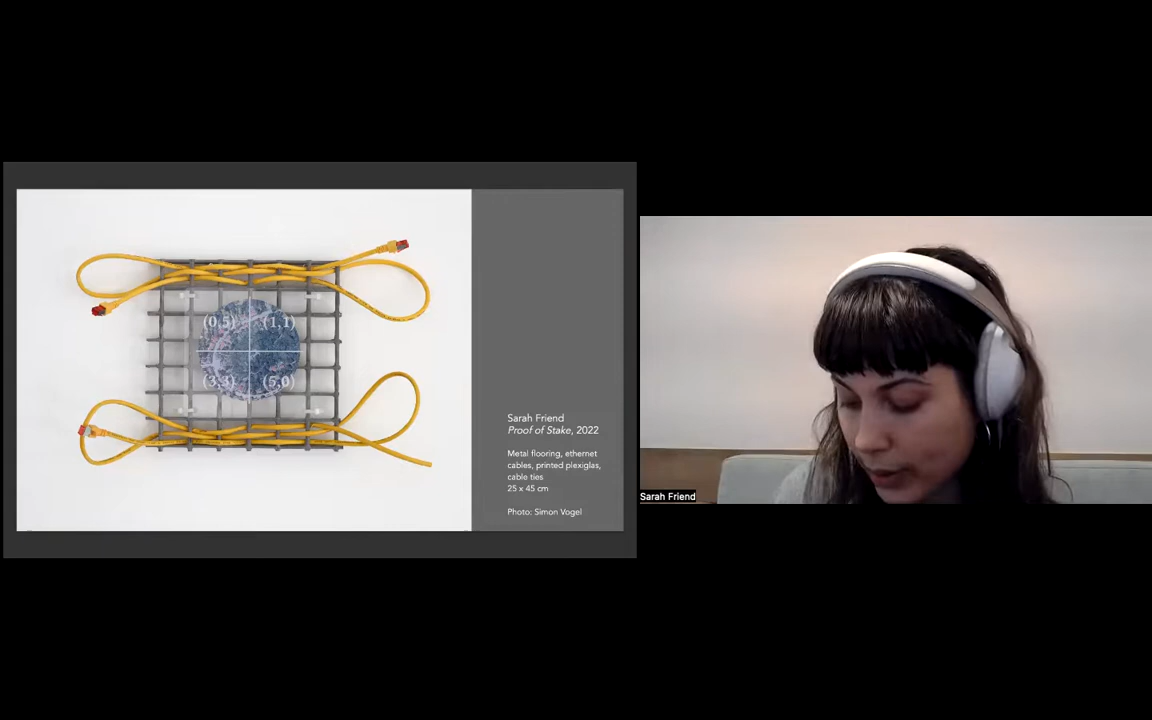 (0,5) (1,1)
(3,3) (5,0)
Sarah Friend
Proof of Stake, 2022
Metal flooring, ethernet
cables, printed plexiglas,
cable ties
25 x 45 cm
Photo: Simon Vogel
Sarah Friend